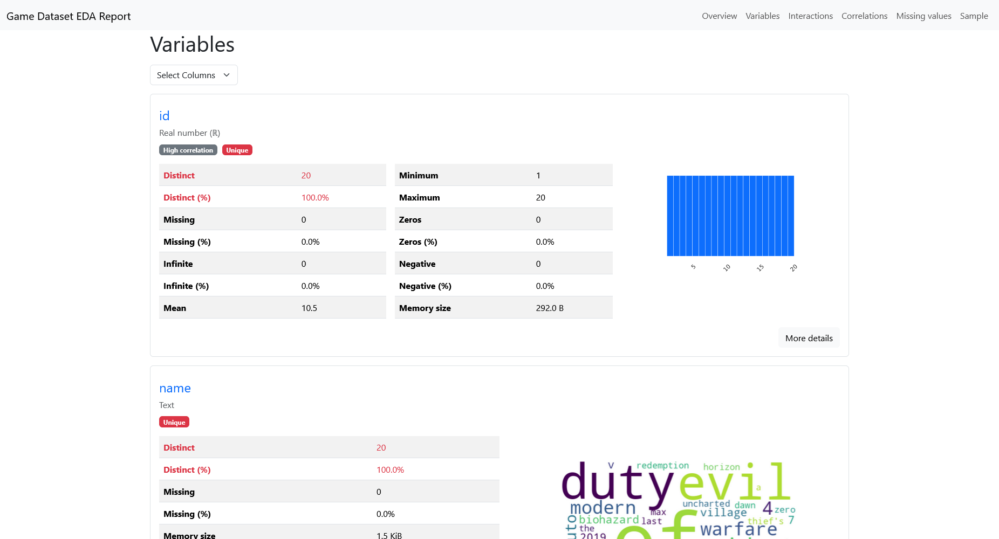 Game Dataset EDA Report
Overview Variables Interactions Correlations Missing values Sample
Variables
Select Columns
id
Real number (ℝ)
High correlation Unique
Distinct 20 Minimum 1
Distinct (%) 100.0% Maximum 20
Missing 0 Zeros 0
Missing (%) 0.0% Zeros (%) 0.0%
Infinite 0 Negative 0
Infinite (%) 0.0% Negative (%) 0.0%
Mean 10.5 Memory size 292.0 B
5 10 15 20
More details
name
Text
Unique
Distinct 20
Distinct (%) 100.0%
Missing 0
Missing (%) 0.0%
Memory size 1.5 KiB
v redemption horizon
duty evil
a
modern max uncharted dawn 4 zero
biohazard last village thief's 7
the of warfare
2019